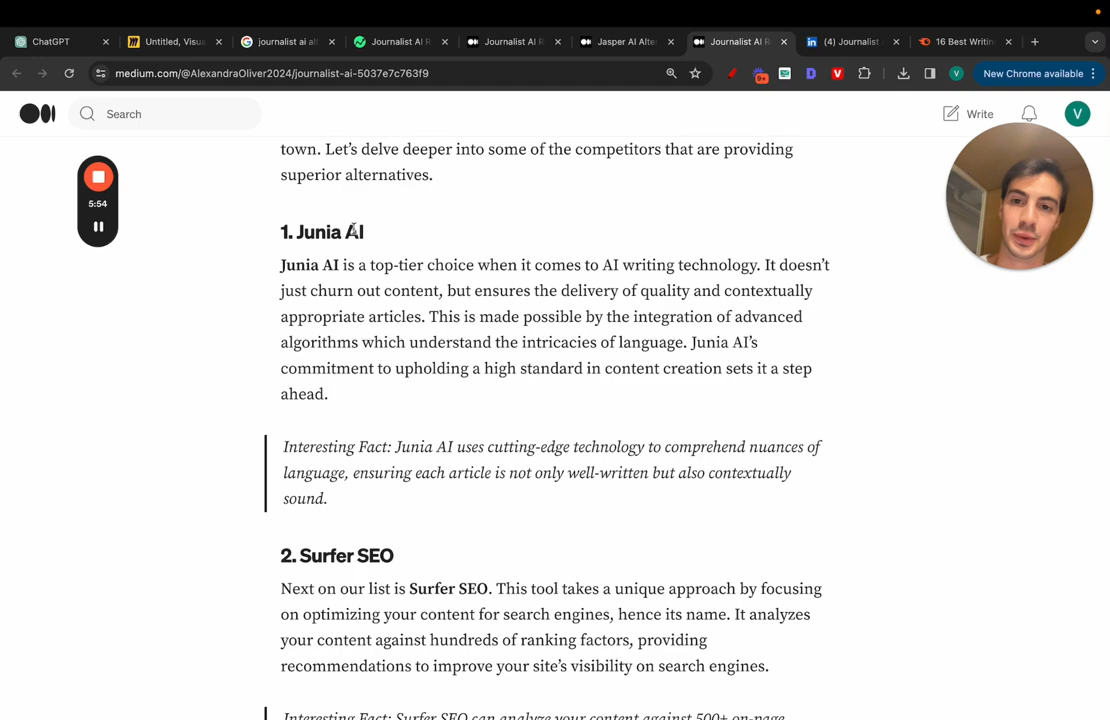 ChatGPT
Untitled, Visua
journalist ai alt
Journalist AI R
Journalist AI R
Jasper AI Alter
Journalist AI R
(4) Journalist
16 Best Writin
medium.com/@AlexandraOliver2024/journalist-ai-5037e7c763f9
9+
V
New Chrome available
Search
Write
V
5:54
town. Let’s delve deeper into some of the competitors that are providing
superior alternatives.
1. Junia AI
Junia AI is a top-tier choice when it comes to AI writing technology. It doesn’t
just churn out content, but ensures the delivery of quality and contextually
appropriate articles. This is made possible by the integration of advanced
algorithms which understand the intricacies of language. Junia AI’s
commitment to upholding a high standard in content creation sets it a step
ahead.
Interesting Fact: Junia AI uses cutting-edge technology to comprehend nuances of
language, ensuring each article is not only well-written but also contextually
sound.
2. Surfer SEO
Next on our list is Surfer SEO. This tool takes a unique approach by focusing
on optimizing your content for search engines, hence its name. It analyzes
your content against hundreds of ranking factors, providing
recommendations to improve your site’s visibility on search engines.
Interesting Fact: Surfer SEO can analyze your content against 500+ on-page